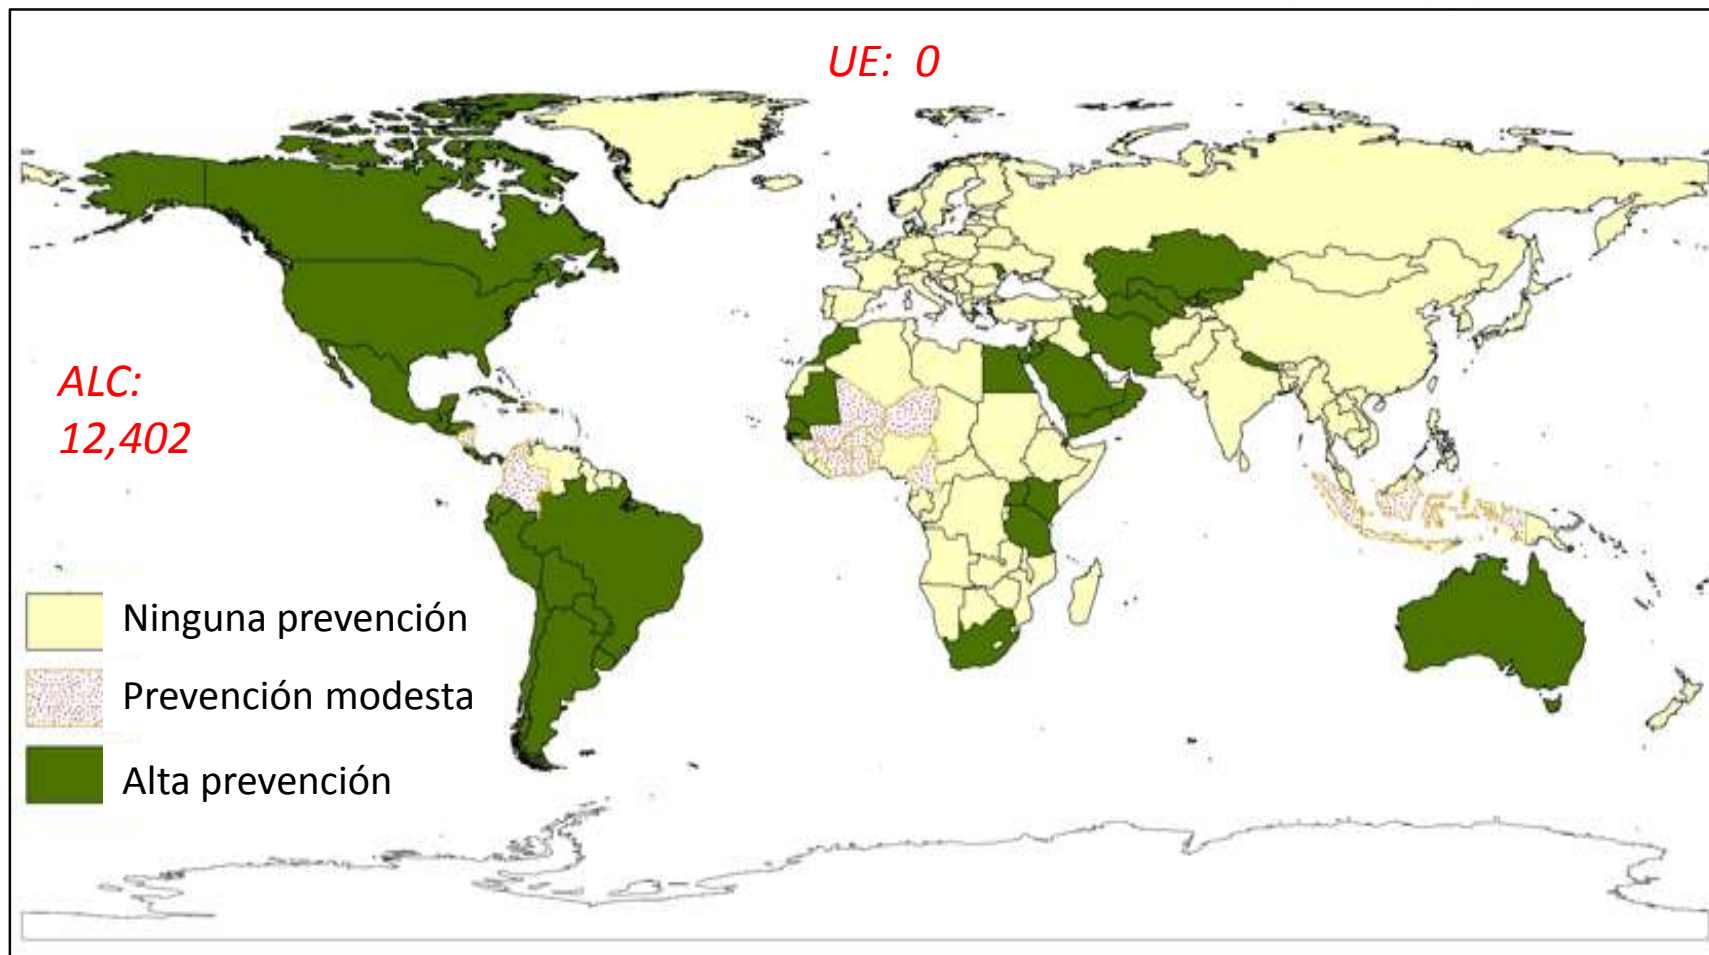 UE: 0
ALC:
12,402
Ninguna prevención
Prevención modesta
Alta prevención